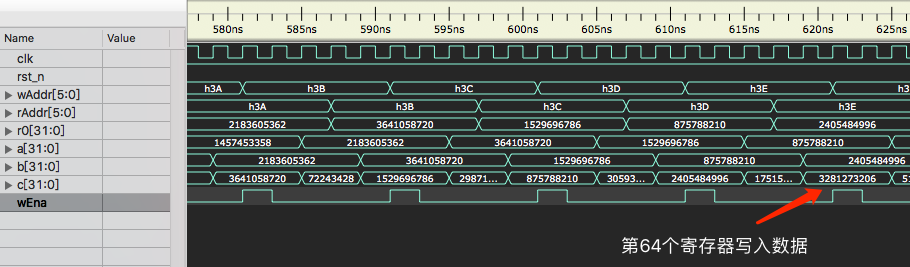 580ns 585ns 590ns 595ns 600ns 605ns 610ns 615ns 620ns 625ns
Name Value
clk
rst_n
wAddr[5:0] h3A h3B h3C h3D h3E
rAddr[5:0] h3A h3B h3C h3D h3E
r0[31:0] 2183605362 3641058720 1529696786 875788210 2405484996
a[31:0] 1457453358 2183605362 3641058720 1529696786 875788210
b[31:0] 2183605362 3641058720 1529696786 875788210 2405484996
c[31:0] 3641058720 72243428 1529696786 29871... 875788210 30593... 2405484996 17515... 3281273206
wEna
第64个寄存器写入数据